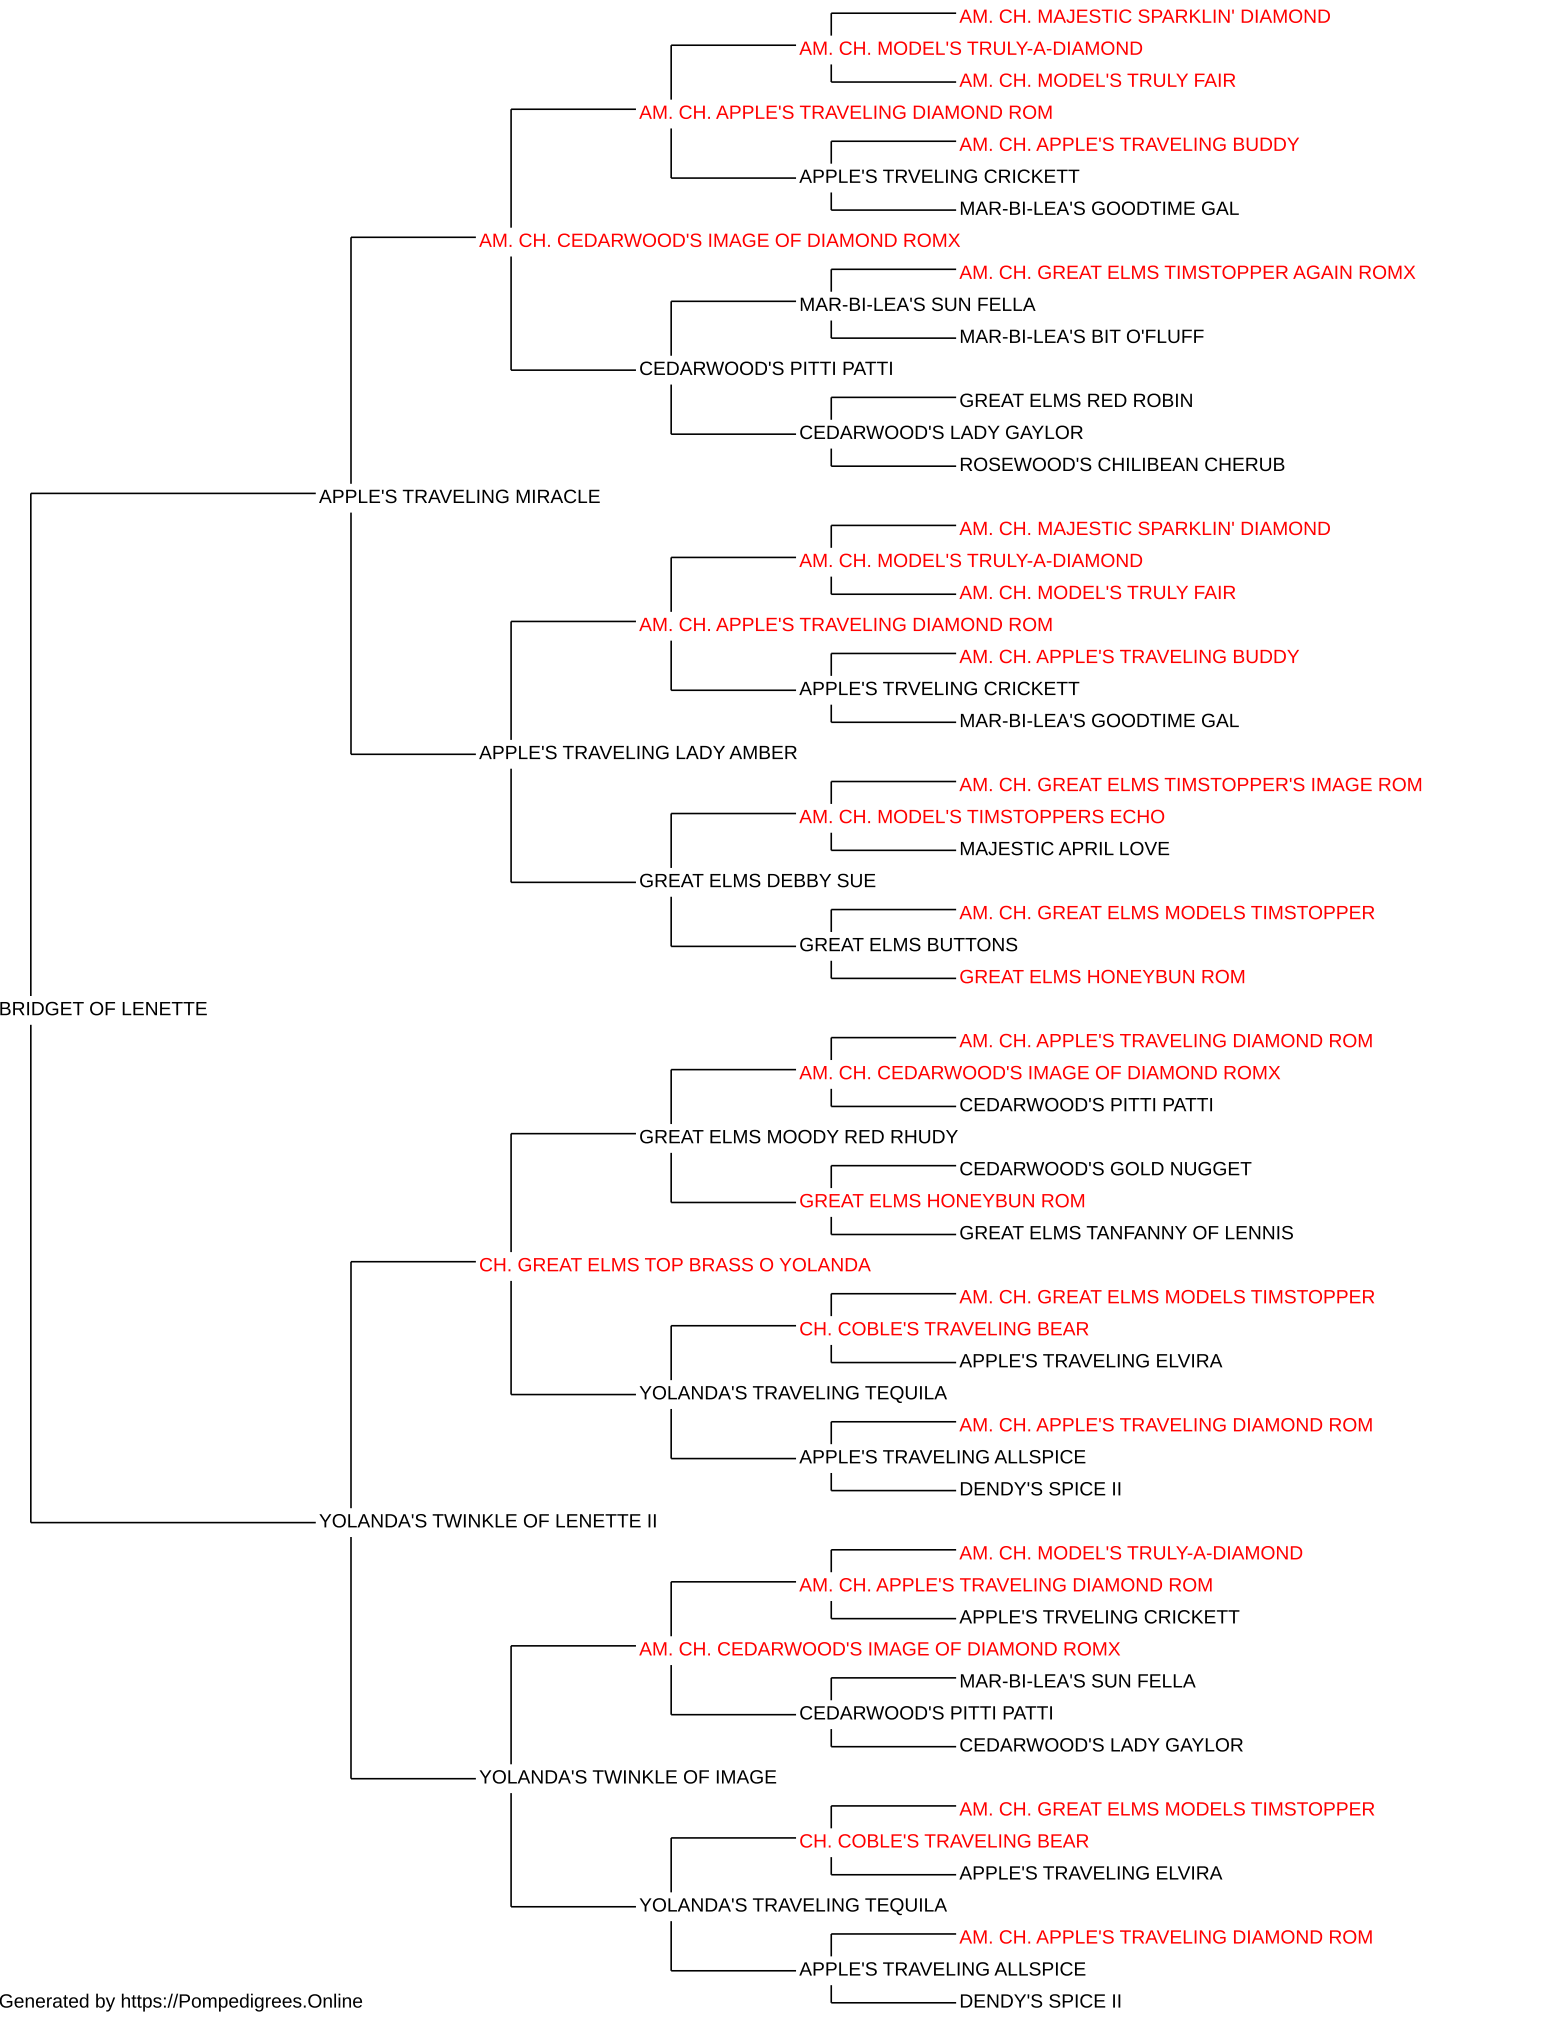 AM. CH. MAJESTIC SPARKLIN' DIAMOND
AM. CH. MODEL'S TRULY-A-DIAMOND
AM. CH. MODEL'S TRULY FAIR
AM. CH. APPLE'S TRAVELING DIAMOND ROM
AM. CH. APPLE'S TRAVELING BUDDY
APPLE'S TRVELING CRICKETT
MAR-BI-LEA'S GOODTIME GAL
AM. CH. CEDARWOOD'S IMAGE OF DIAMOND ROMX
AM. CH. GREAT ELMS TIMSTOPPER AGAIN ROMX
MAR-BI-LEA'S SUN FELLA
MAR-BI-LEA'S BIT O'FLUFF
CEDARWOOD'S PITTI PATTI
GREAT ELMS RED ROBIN
CEDARWOOD'S LADY GAYLOR
ROSEWOOD'S CHILIBEAN CHERUB
APPLE'S TRAVELING MIRACLE
AM. CH. MAJESTIC SPARKLIN' DIAMOND
AM. CH. MODEL'S TRULY-A-DIAMOND
AM. CH. MODEL'S TRULY FAIR
AM. CH. APPLE'S TRAVELING DIAMOND ROM
AM. CH. APPLE'S TRAVELING BUDDY
APPLE'S TRVELING CRICKETT
MAR-BI-LEA'S GOODTIME GAL
APPLE'S TRAVELING LADY AMBER
AM. CH. GREAT ELMS TIMSTOPPER'S IMAGE ROM
AM. CH. MODEL'S TIMSTOPPERS ECHO
MAJESTIC APRIL LOVE
GREAT ELMS DEBBY SUE
AM. CH. GREAT ELMS MODELS TIMSTOPPER
GREAT ELMS BUTTONS
GREAT ELMS HONEYBUN ROM
BRIDGET OF LENETTE
AM. CH. APPLE'S TRAVELING DIAMOND ROM
AM. CH. CEDARWOOD'S IMAGE OF DIAMOND ROMX
CEDARWOOD'S PITTI PATTI
GREAT ELMS MOODY RED RHUDY
CEDARWOOD'S GOLD NUGGET
GREAT ELMS HONEYBUN ROM
GREAT ELMS TANFANNY OF LENNIS
CH. GREAT ELMS TOP BRASS O YOLANDA
AM. CH. GREAT ELMS MODELS TIMSTOPPER
CH. COBLE'S TRAVELING BEAR
APPLE'S TRAVELING ELVIRA
YOLANDA'S TRAVELING TEQUILA
AM. CH. APPLE'S TRAVELING DIAMOND ROM
APPLE'S TRAVELING ALLSPICE
DENDY'S SPICE II
YOLANDA'S TWINKLE OF LENETTE II
AM. CH. MODEL'S TRULY-A-DIAMOND
AM. CH. APPLE'S TRAVELING DIAMOND ROM
APPLE'S TRVELING CRICKETT
AM. CH. CEDARWOOD'S IMAGE OF DIAMOND ROMX
MAR-BI-LEA'S SUN FELLA
CEDARWOOD'S PITTI PATTI
CEDARWOOD'S LADY GAYLOR
YOLANDA'S TWINKLE OF IMAGE
AM. CH. GREAT ELMS MODELS TIMSTOPPER
CH. COBLE'S TRAVELING BEAR
APPLE'S TRAVELING ELVIRA
YOLANDA'S TRAVELING TEQUILA
AM. CH. APPLE'S TRAVELING DIAMOND ROM
APPLE'S TRAVELING ALLSPICE
DENDY'S SPICE II
Generated by https://Pompedigrees.Online